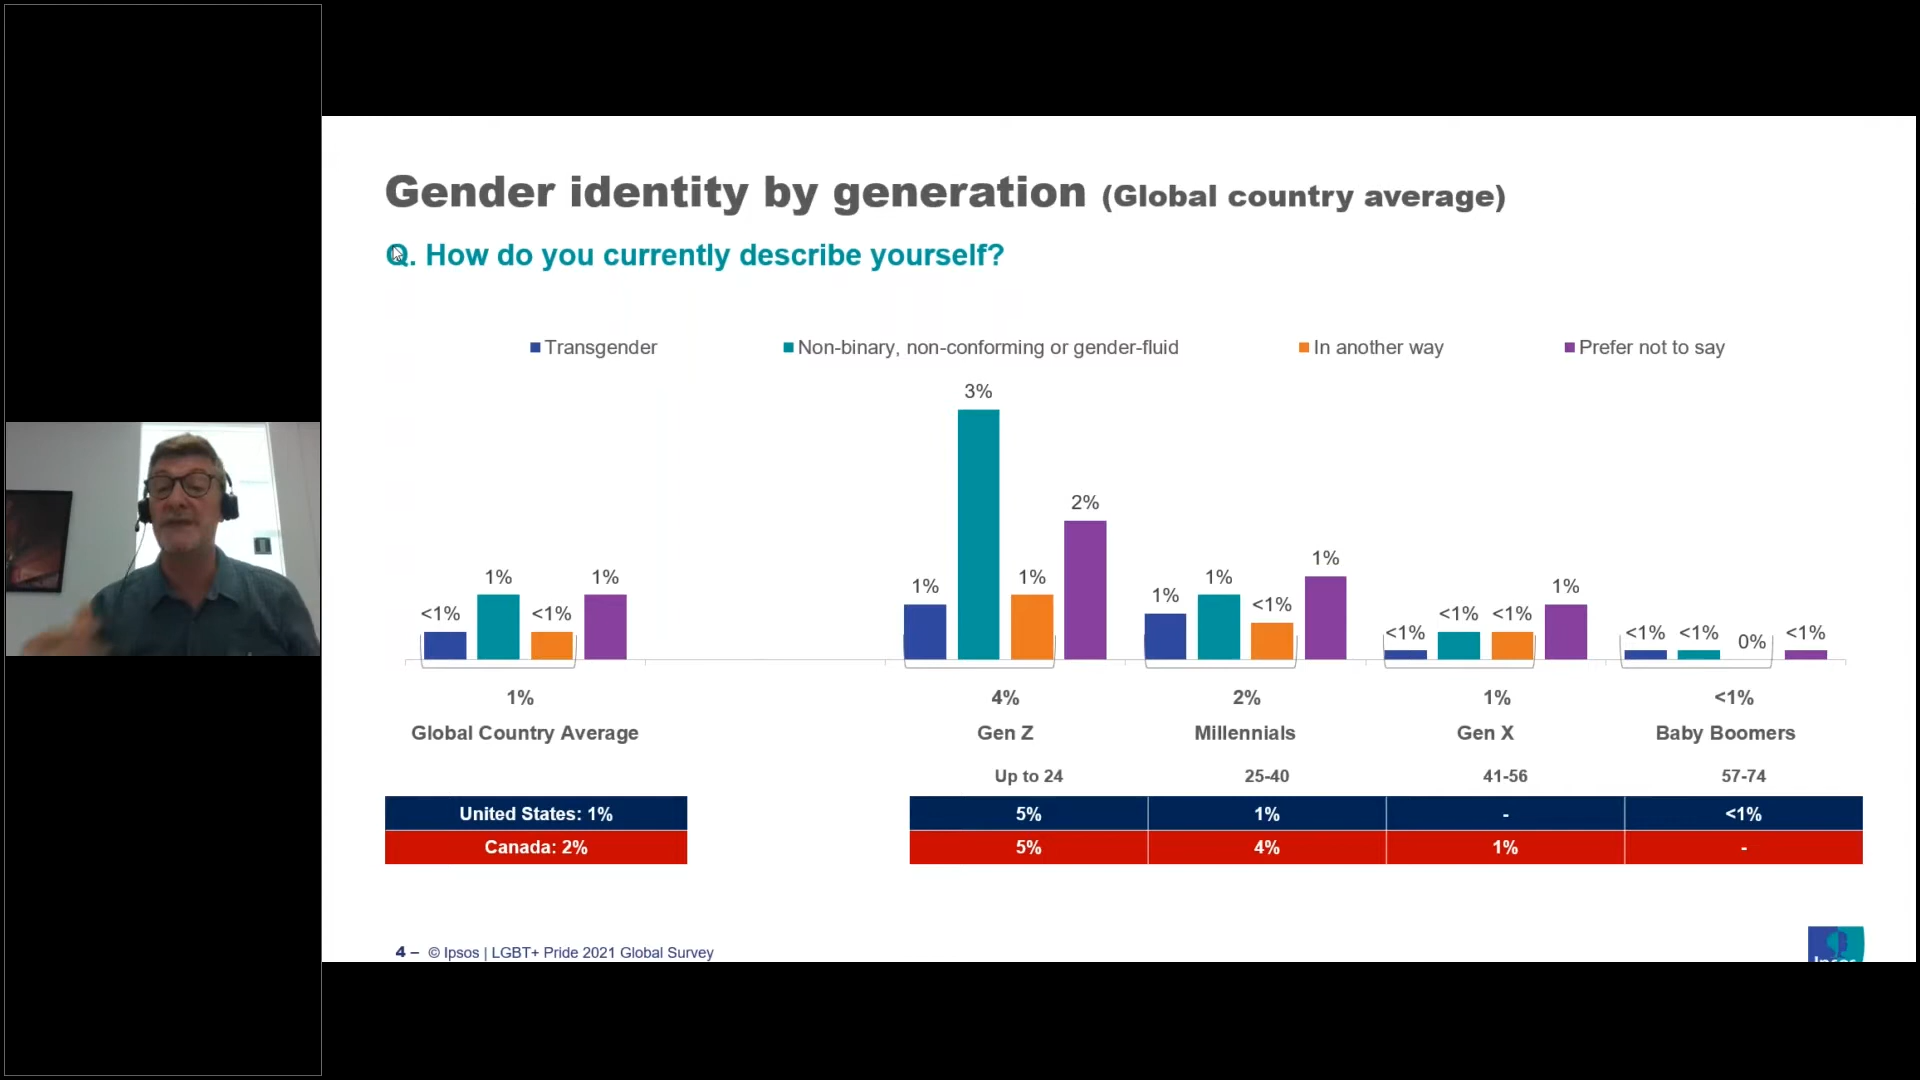 Gender identity by generation (Global country average)
Q. How do you currently describe yourself?
Transgender Non-binary, non-conforming or gender-fluid In another way Prefer not to say
<1% 1% <1% 1%
1% 3% 1% 2%
1% 1% <1% 1%
<1% <1% <1% 1%
<1% <1% 0% <1%
1% 4% 2% 1% <1%
Global Country Average Gen Z Millennials Gen X Baby Boomers
Up to 24 25-40 41-56 57-74
United States: 1% 5% 1% - <1%
Canada: 2% 5% 4% 1% -
4 – © Ipsos | LGBT+ Pride 2021 Global Survey
Ipsos